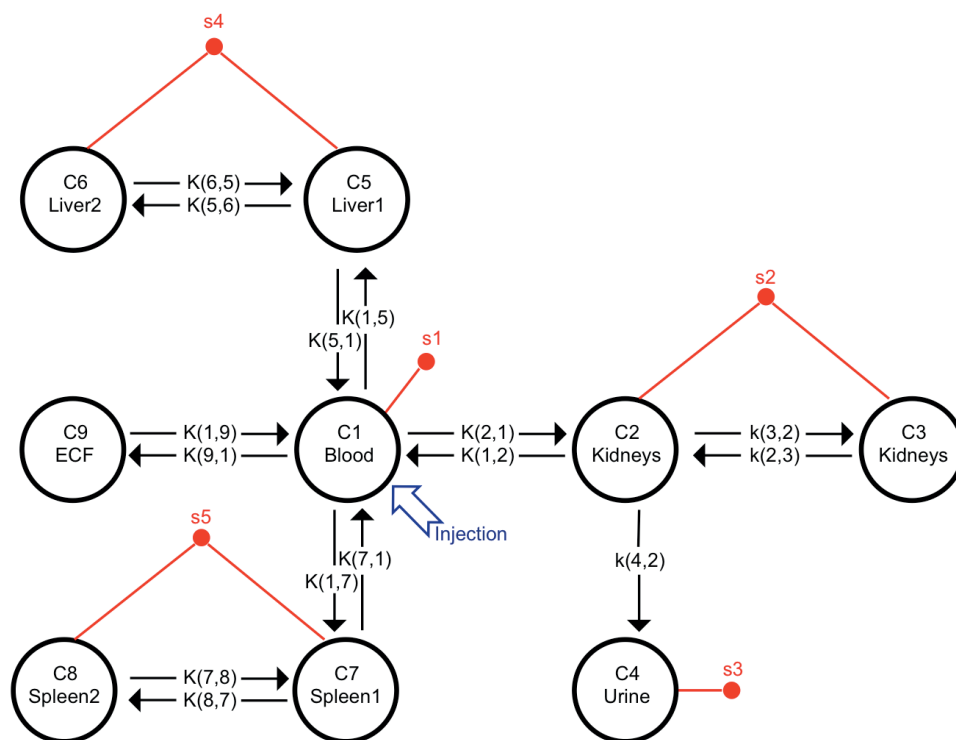 s4
C6
Liver2
K(6,5)
K(5,6)
C5
Liver1
s2
K(1,5)
K(5,1)
s1
C9
ECF
K(1,9)
K(9,1)
C1
Blood
K(2,1)
K(1,2)
C2
Kidneys
k(3,2)
k(2,3)
C3
Kidneys
s5
Injection
K(7,1)
K(1,7)
k(4,2)
C8
Spleen2
K(7,8)
K(8,7)
C7
Spleen1
C4
Urine
s3